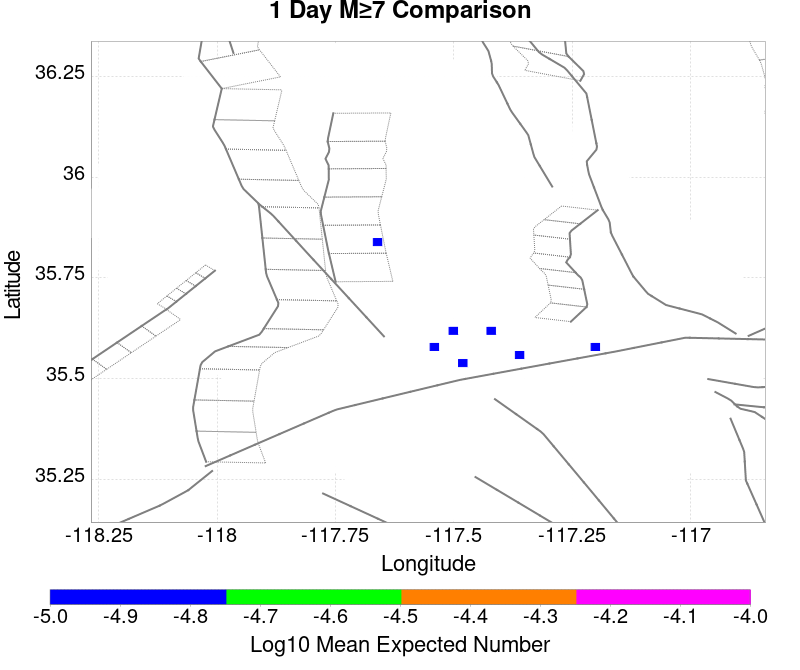 1 Day M≥7 Comparison
36.25
36
35.75
35.5
35.25
Latitude
-118.25 -118 -117.75 -117.5 -117.25 -117
Longitude
-5.0 -4.9 -4.8 -4.7 -4.6 -4.5 -4.4 -4.3 -4.2 -4.1 -4.0
Log10 Mean Expected Number